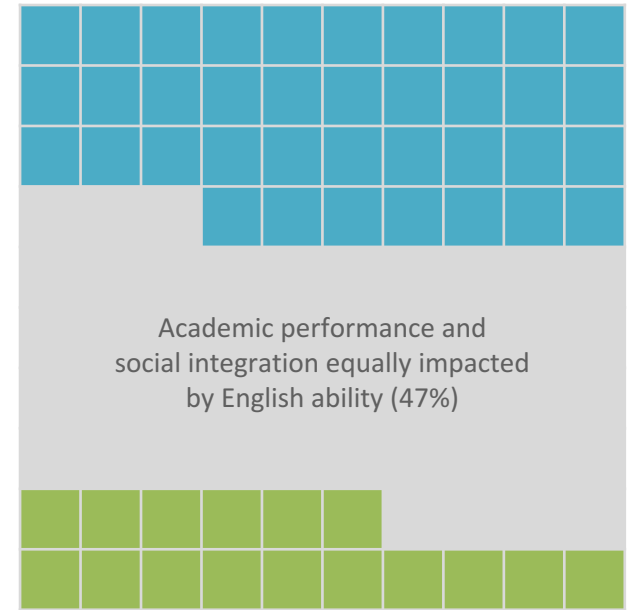 Academic performance and
social integration equally impacted
by English ability (47%)